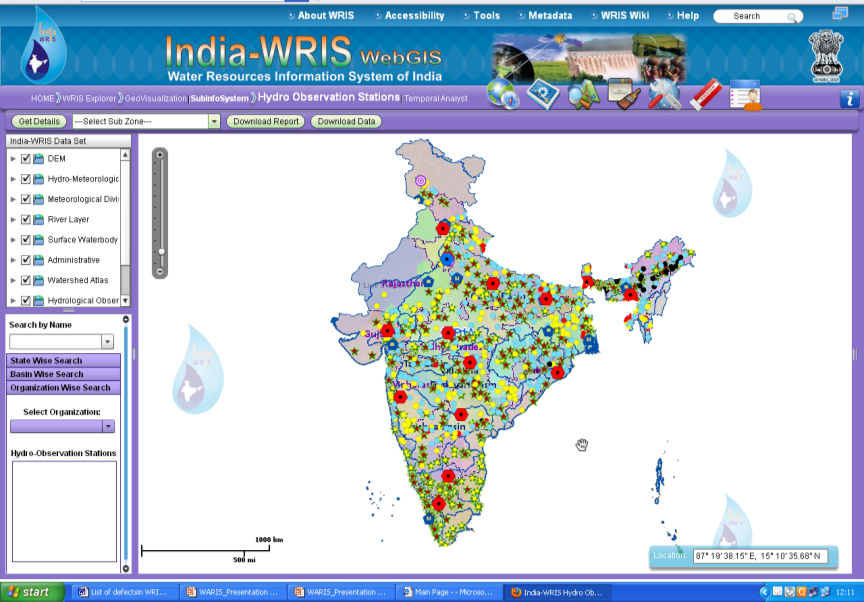 About WRIS Accessibility Tools Metadata WRIS Wiki Help Search
India-WRIS WebGIS
Water Resources Information System of India
HOME WRIS Explorer GeoVisualization |SubInfoSystem Hydro Observation Stations |Temporal Analyst
Get Details ---Select Sub Zone--- Download Report Download Data
India-WRIS Data Set
DEM
Hydro-Meteorologic
Meteorological Divi
River Layer
Surface Waterbody
Administrative
Watershed Atlas
Hydrological Obser
Rajasthan
Search by Name
State Wise Search
Basin Wise Search
Organization Wise Search
Select Organization:
Hydro-Observation Stations
1000 km
500 mi
Location: 87° 19' 38.15" E, 15° 10' 35.68" N
start List of defectsin WRI... WARIS_Presentation ... WARIS_Presentation ... Main Page - - Microso... India-WRIS Hydro Ob... 12:11